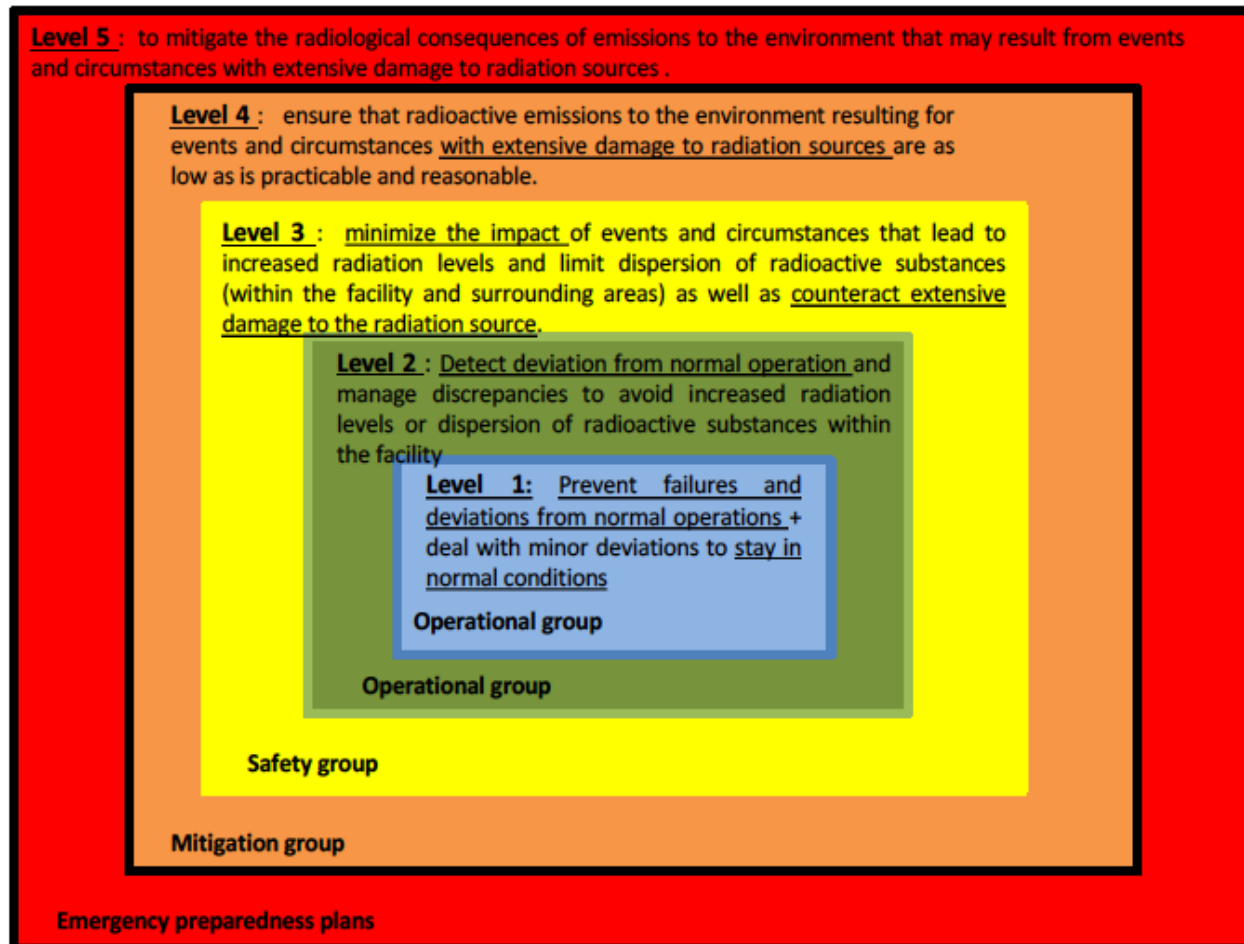 Level 5 : to mitigate the radiological consequences of emissions to the environment that may result from events
and circumstances with extensive damage to radiation sources .
Level 4 : ensure that radioactive emissions to the environment resulting for
events and circumstances with extensive damage to radiation sources are as
low as is practicable and reasonable.
Level 3 : minimize the impact of events and circumstances that lead to
increased radiation levels and limit dispersion of radioactive substances
(within the facility and surrounding areas) as well as counteract extensive
damage to the radiation source.
Level 2 : Detect deviation from normal operation and
manage discrepancies to avoid increased radiation
levels or dispersion of radioactive substances within
the facility
Level 1: Prevent failures and
deviations from normal operations +
deal with minor deviations to stay in
normal conditions
Operational group
Operational group
Safety group
Mitigation group
Emergency preparedness plans